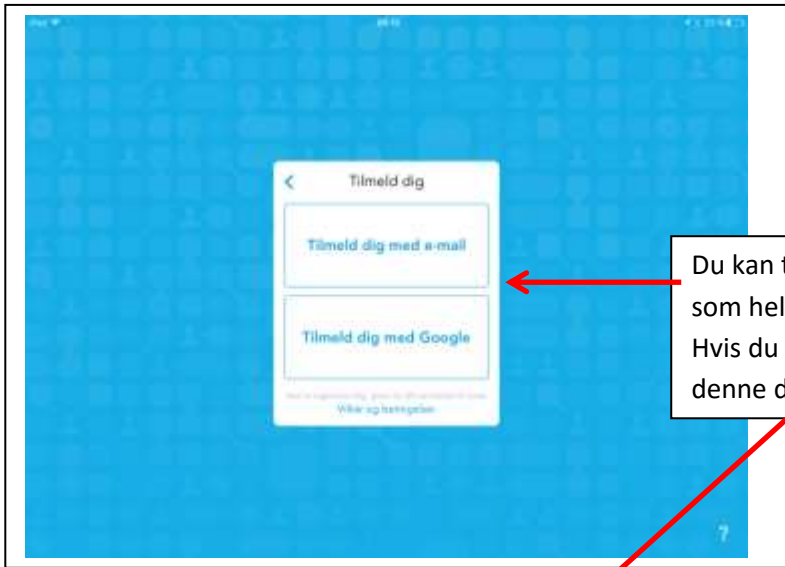 Tilmeld dig
Tilmeld dig med e-mail
Tilmeld dig med Google
Vilkår og betingelser
?
Du kan t
som hel
Hvis du
denne d